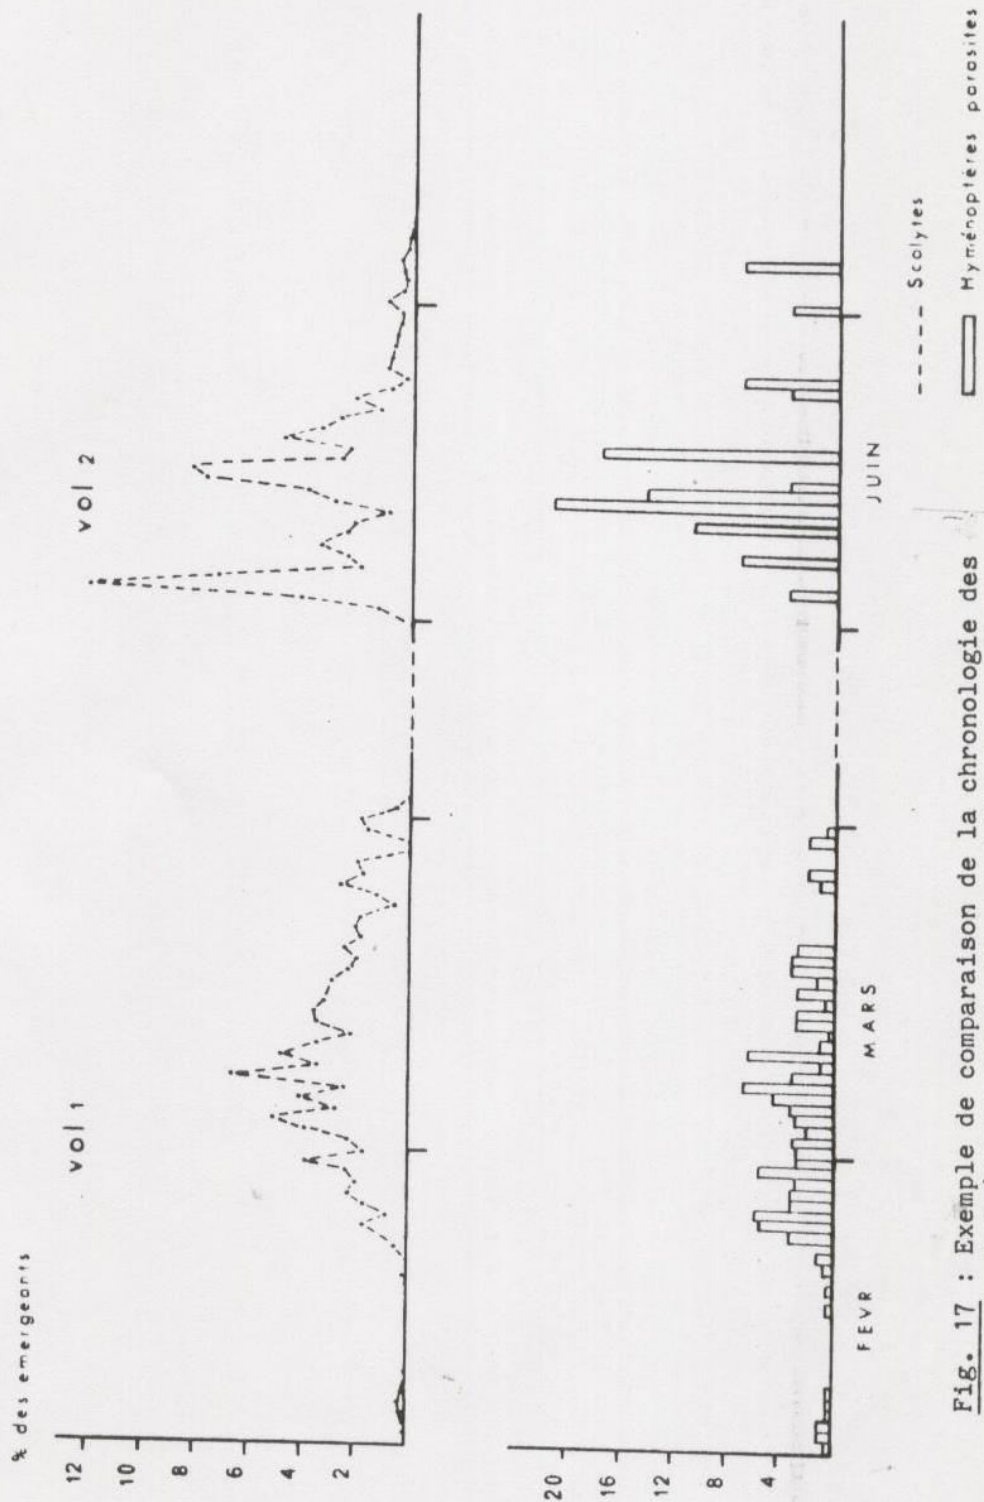 % des emergeants
vol 1
vol 2
12
10
8
6
4
2
20
16
12
8
4
FEVR
MARS
JUIN
----- Scolytes
Hyménoptères parasites
Fig. 17 : Exemple de comparaison de la chronologie des